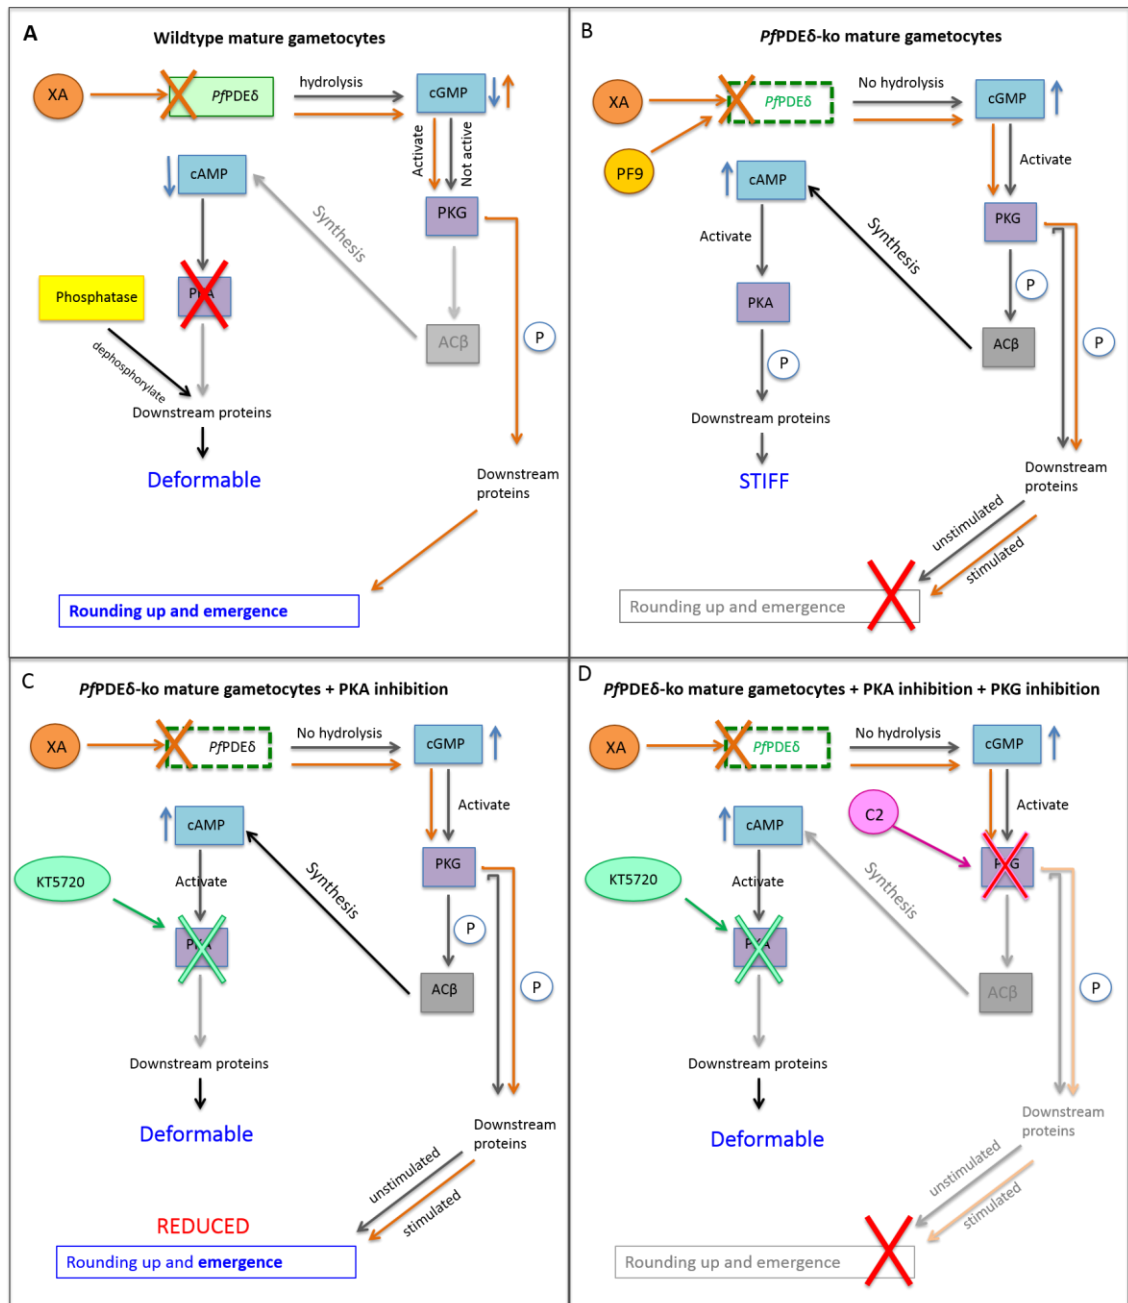 A
Wildtype mature gametocytes
XA
PfPDEδ
hydrolysis
cGMP
Activate
Not active
cAMP
Synthesis
PKG
Phosphatase
PKA
dephosphorylate
ACβ
P
Downstream proteins
Deformable
Downstream
proteins
Rounding up and emergence
B
PfPDEδ-ko mature gametocytes
XA
PfPDEδ
No hydrolysis
cGMP
PF9
cAMP
Activate
Synthesis
PKG
Activate
P
PKA
ACβ
P
P
Downstream proteins
STIFF
Downstream
proteins
unstimulated
stimulated
Rounding up and emergence
C
PfPDEδ-ko mature gametocytes + PKA inhibition
XA
PfPDEδ
No hydrolysis
cGMP
cAMP
Activate
KT5720
Activate
Synthesis
PKG
PKA
P
ACβ
P
Downstream proteins
Deformable
Downstream
proteins
unstimulated
stimulated
REDUCED
Rounding up and emergence
D
PfPDEδ-ko mature gametocytes + PKA inhibition + PKG inhibition
XA
PfPDEδ
No hydrolysis
cGMP
C2
cAMP
Activate
KT5720
Activate
Synthesis
PKG
PKA
ACβ
P
Downstream proteins
Deformable
Downstream
proteins
unstimulated
stimulated
Rounding up and emergence